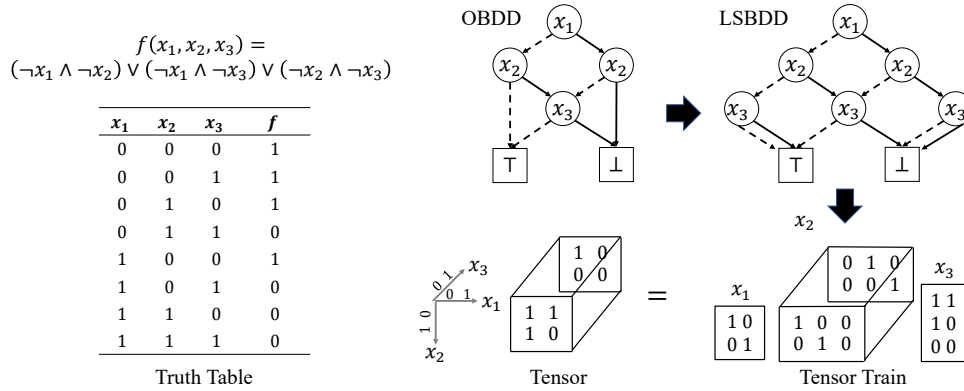 f(x₁, x₂, x₃) =
(¬x₁ ∧ ¬x₂) ∨ (¬x₁ ∧ ¬x₃) ∨ (¬x₂ ∧ ¬x₃)
x₁ x₂ x₃ f
0 0 0 1
0 0 1 1
0 1 0 1
0 1 1 0
1 0 0 1
1 0 1 0
1 1 0 0
1 1 1 0
Truth Table
OBDD
x₁
x₂ x₂
x₃
⊤ ⊥
LSBDD
x₁
x₂ x₂
x₃ x₃ x₃
⊤ ⊥
x₃
0 1
0 1 x₁
1 0
x₂
1 0
0 0
1 1
1 0
Tensor
=
x₁
1 0
0 1
x₂
0 1 0
0 0 1
1 0 0
0 1 0
x₃
1 1
1 0
0 0
Tensor Train